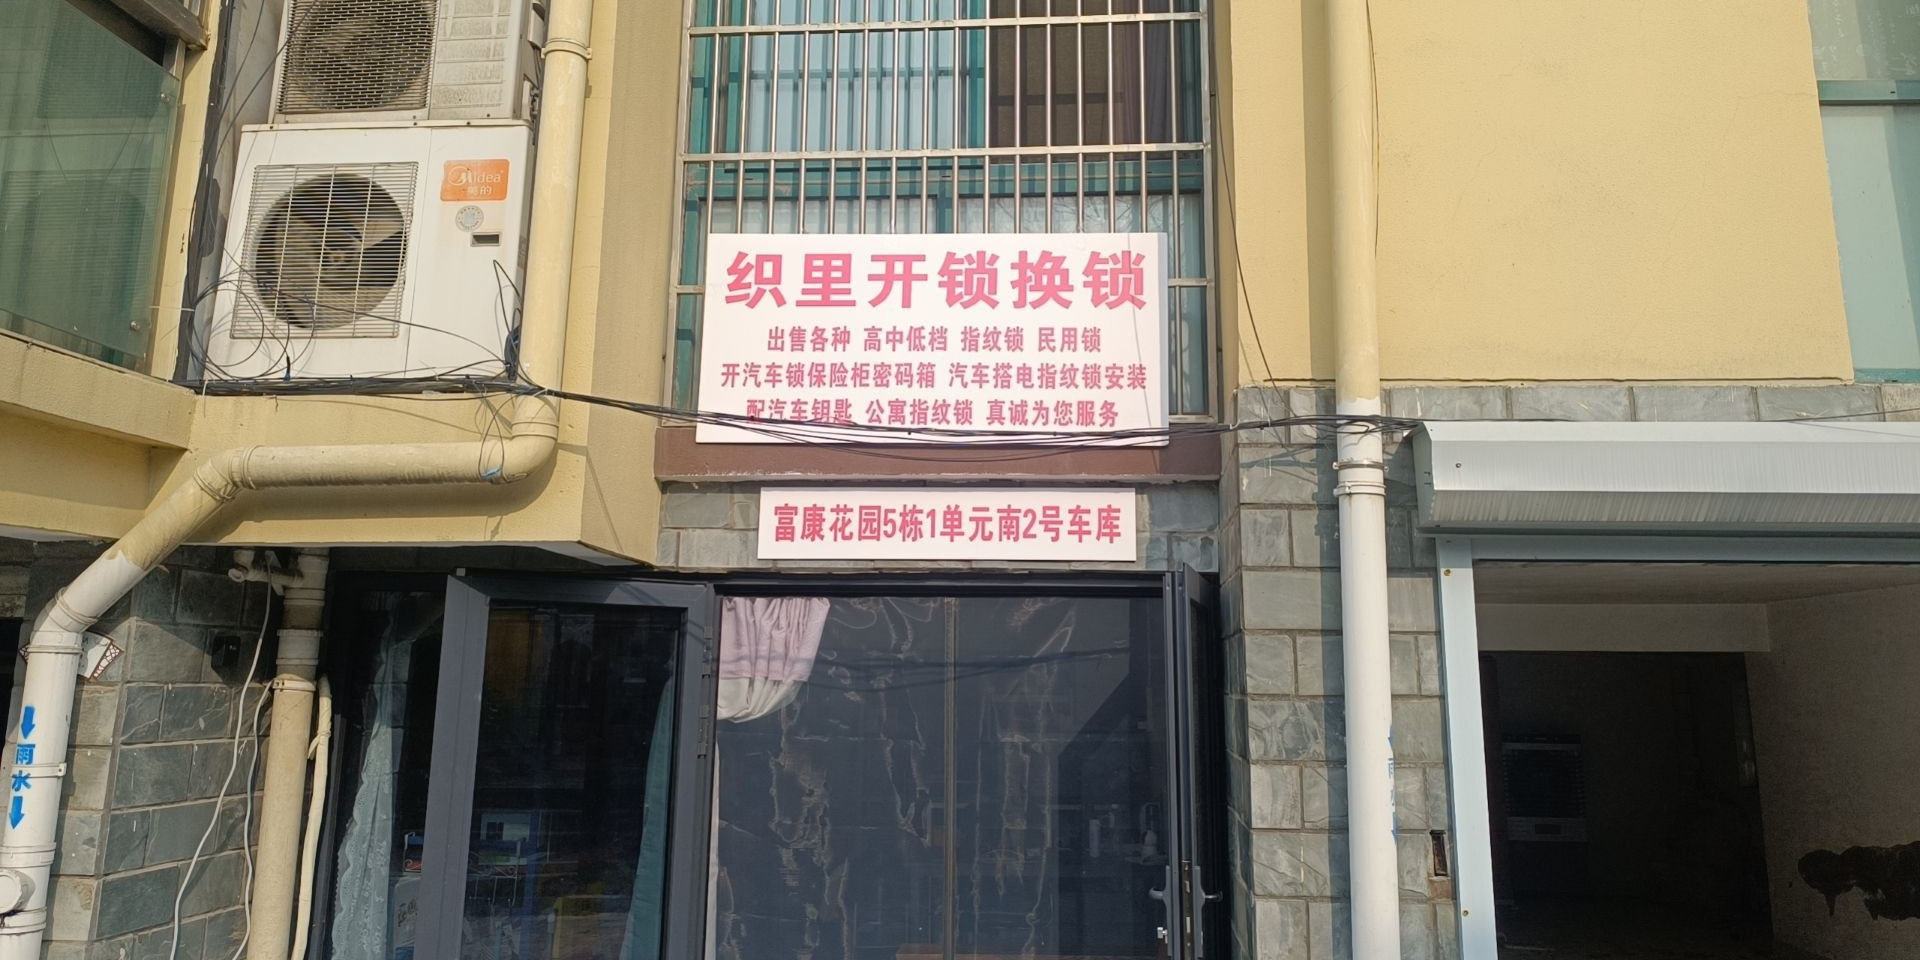 Midea
美的
织里开锁换锁
出售各种 高中低档 指纹锁 民用锁
开汽车锁保险柜密码箱 汽车搭电指纹锁安装
配汽车钥匙 公寓指纹锁 真诚为您服务
富康花园5栋1单元南2号车库
雨水
雨水